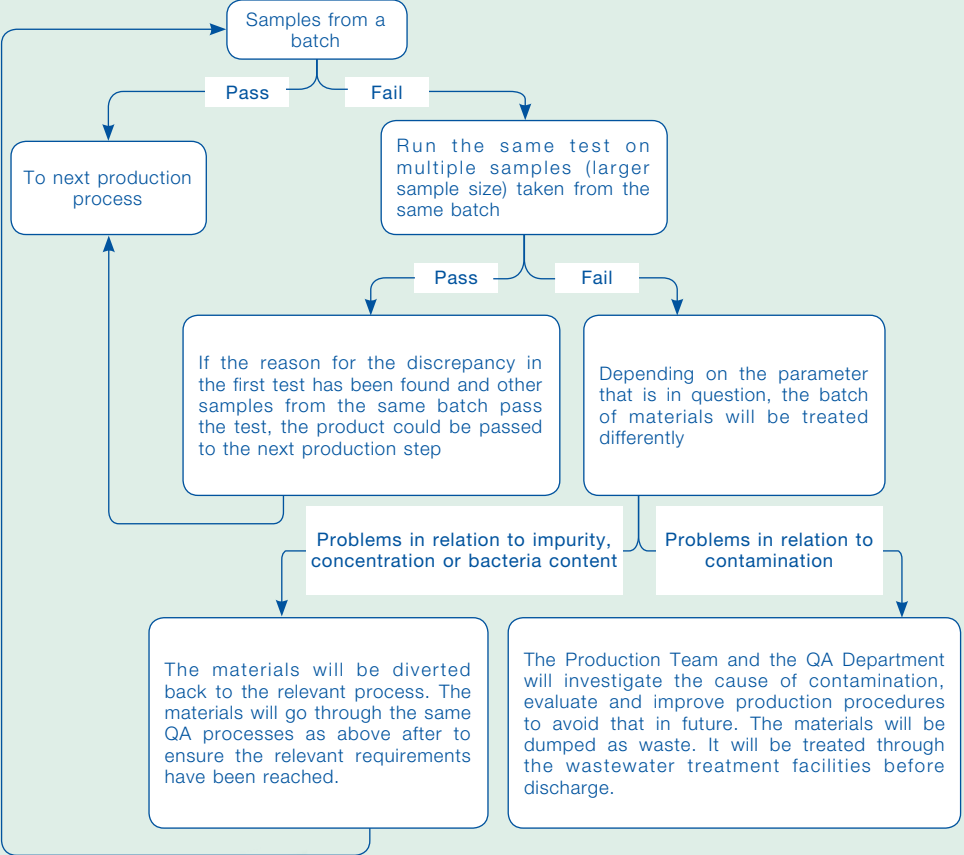 Samples from a
batch
Pass
Fail
To next production
process
Run the same test on
multiple samples (larger
sample size) taken from the
same batch
Pass
Fail
If the reason for the discrepancy in
the first test has been found and other
samples from the same batch pass
the test, the product could be passed
to the next production step
Depending on the parameter
that is in question, the batch
of materials will be treated
differently
Problems in relation to impurity,
concentration or bacteria content
Problems in relation to
contamination
The materials will be diverted
back to the relevant process. The
materials will go through the same
QA processes as above after to
ensure the relevant requirements
have been reached.
The Production Team and the QA Department
will investigate the cause of contamination,
evaluate and improve production procedures
to avoid that in future. The materials will be
dumped as waste. It will be treated through
the wastewater treatment facilities before
discharge.